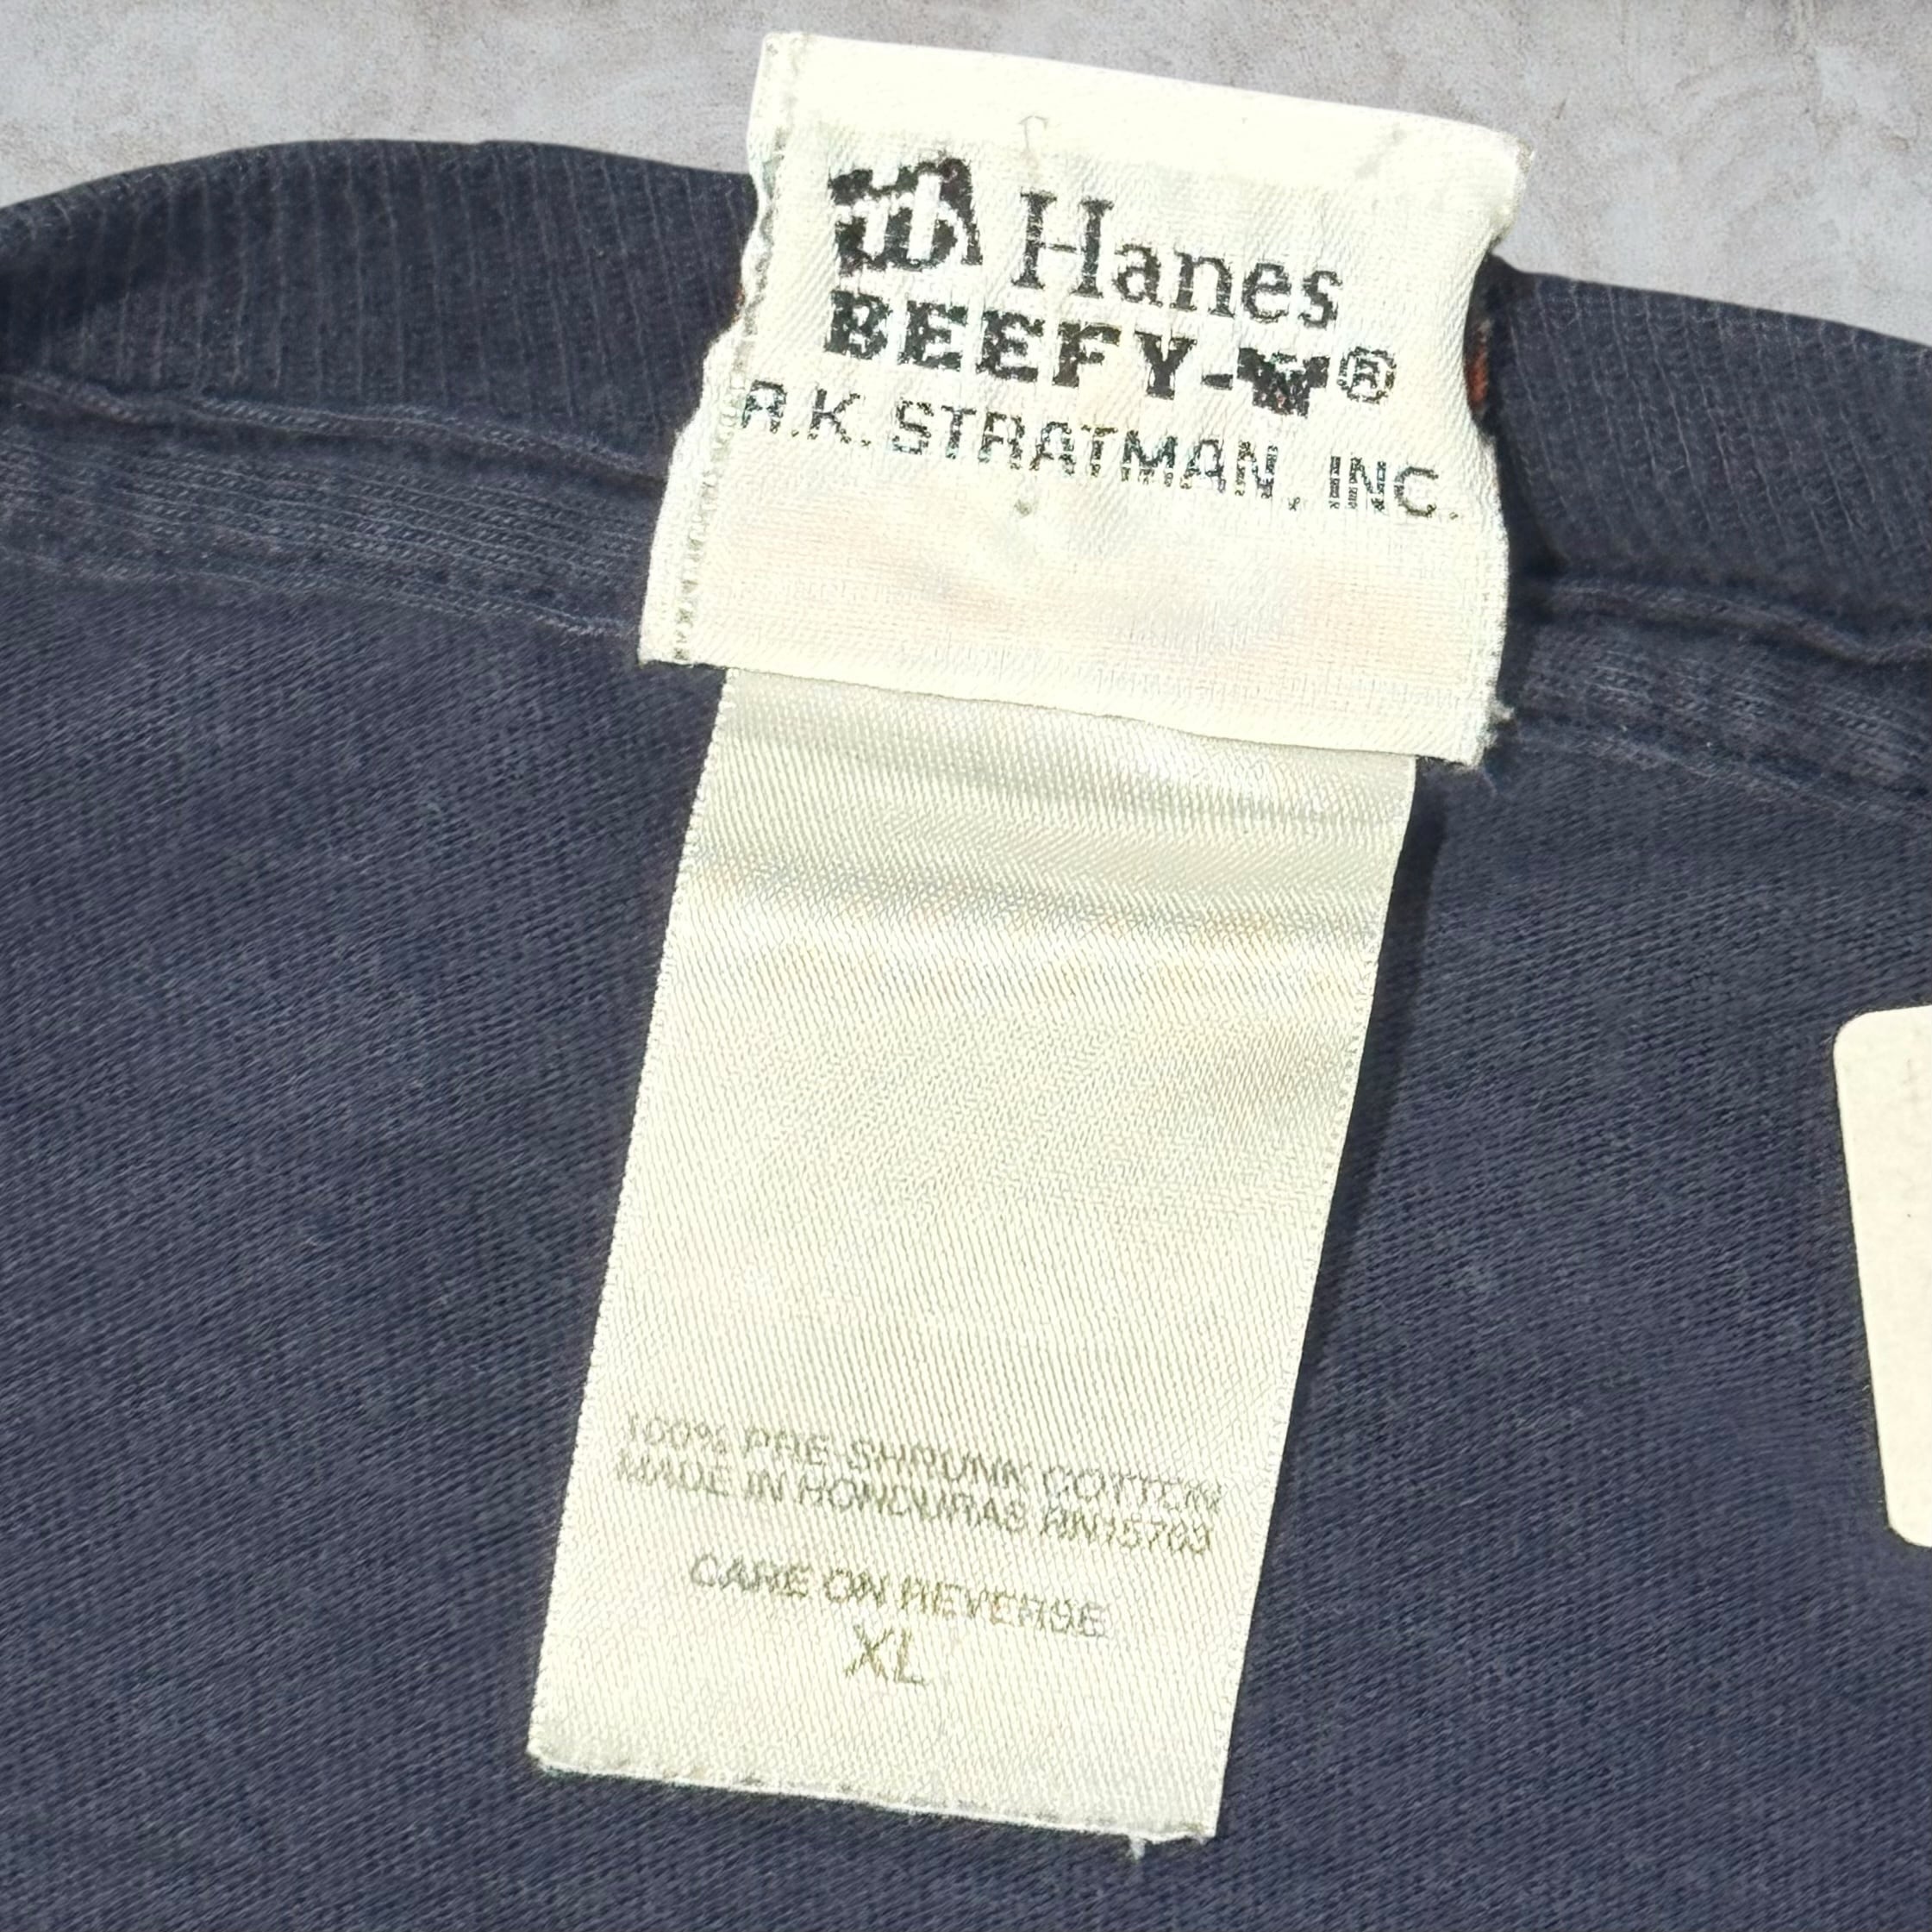 Hanes
BEEFY-T®
R.K. STRATMAN, INC.
100% PRE-SHRUNK COTTON
MADE IN HONDURAS RN15763
CARE ON REVERSE
XL